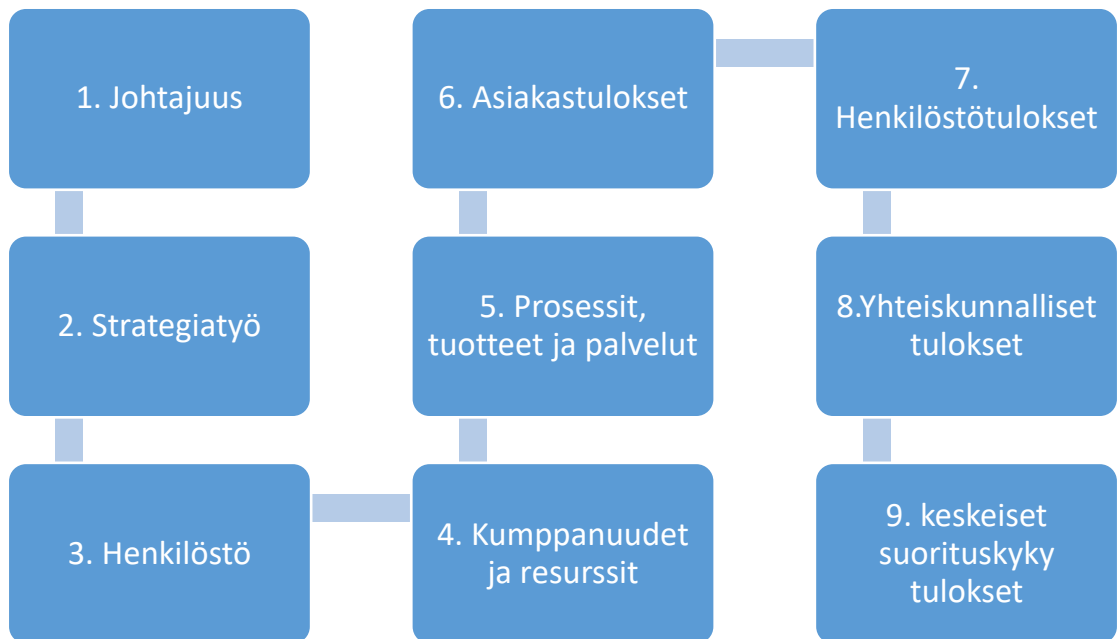 1. Johtajuus
2. Strategiatyö
3. Henkilöstö
4. Kumppanuudet
ja resurssit
5. Prosessit,
tuotteet ja palvelut
6. Asiakastulokset
7.
Henkilöstötulokset
8.Yhteiskunnalliset
tulokset
9. keskeiset
suorituskyky
tulokset